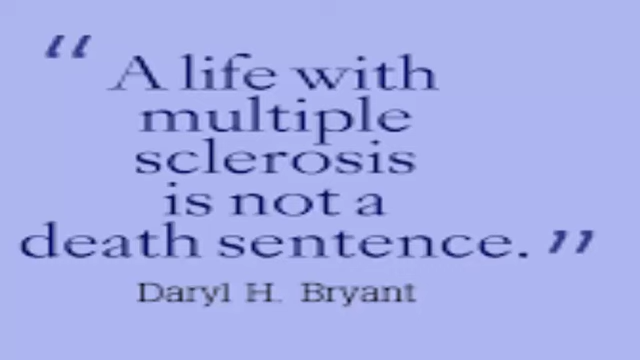 “ A life with
multiple
sclerosis
is not a
death sentence. ”
Daryl H. Bryant